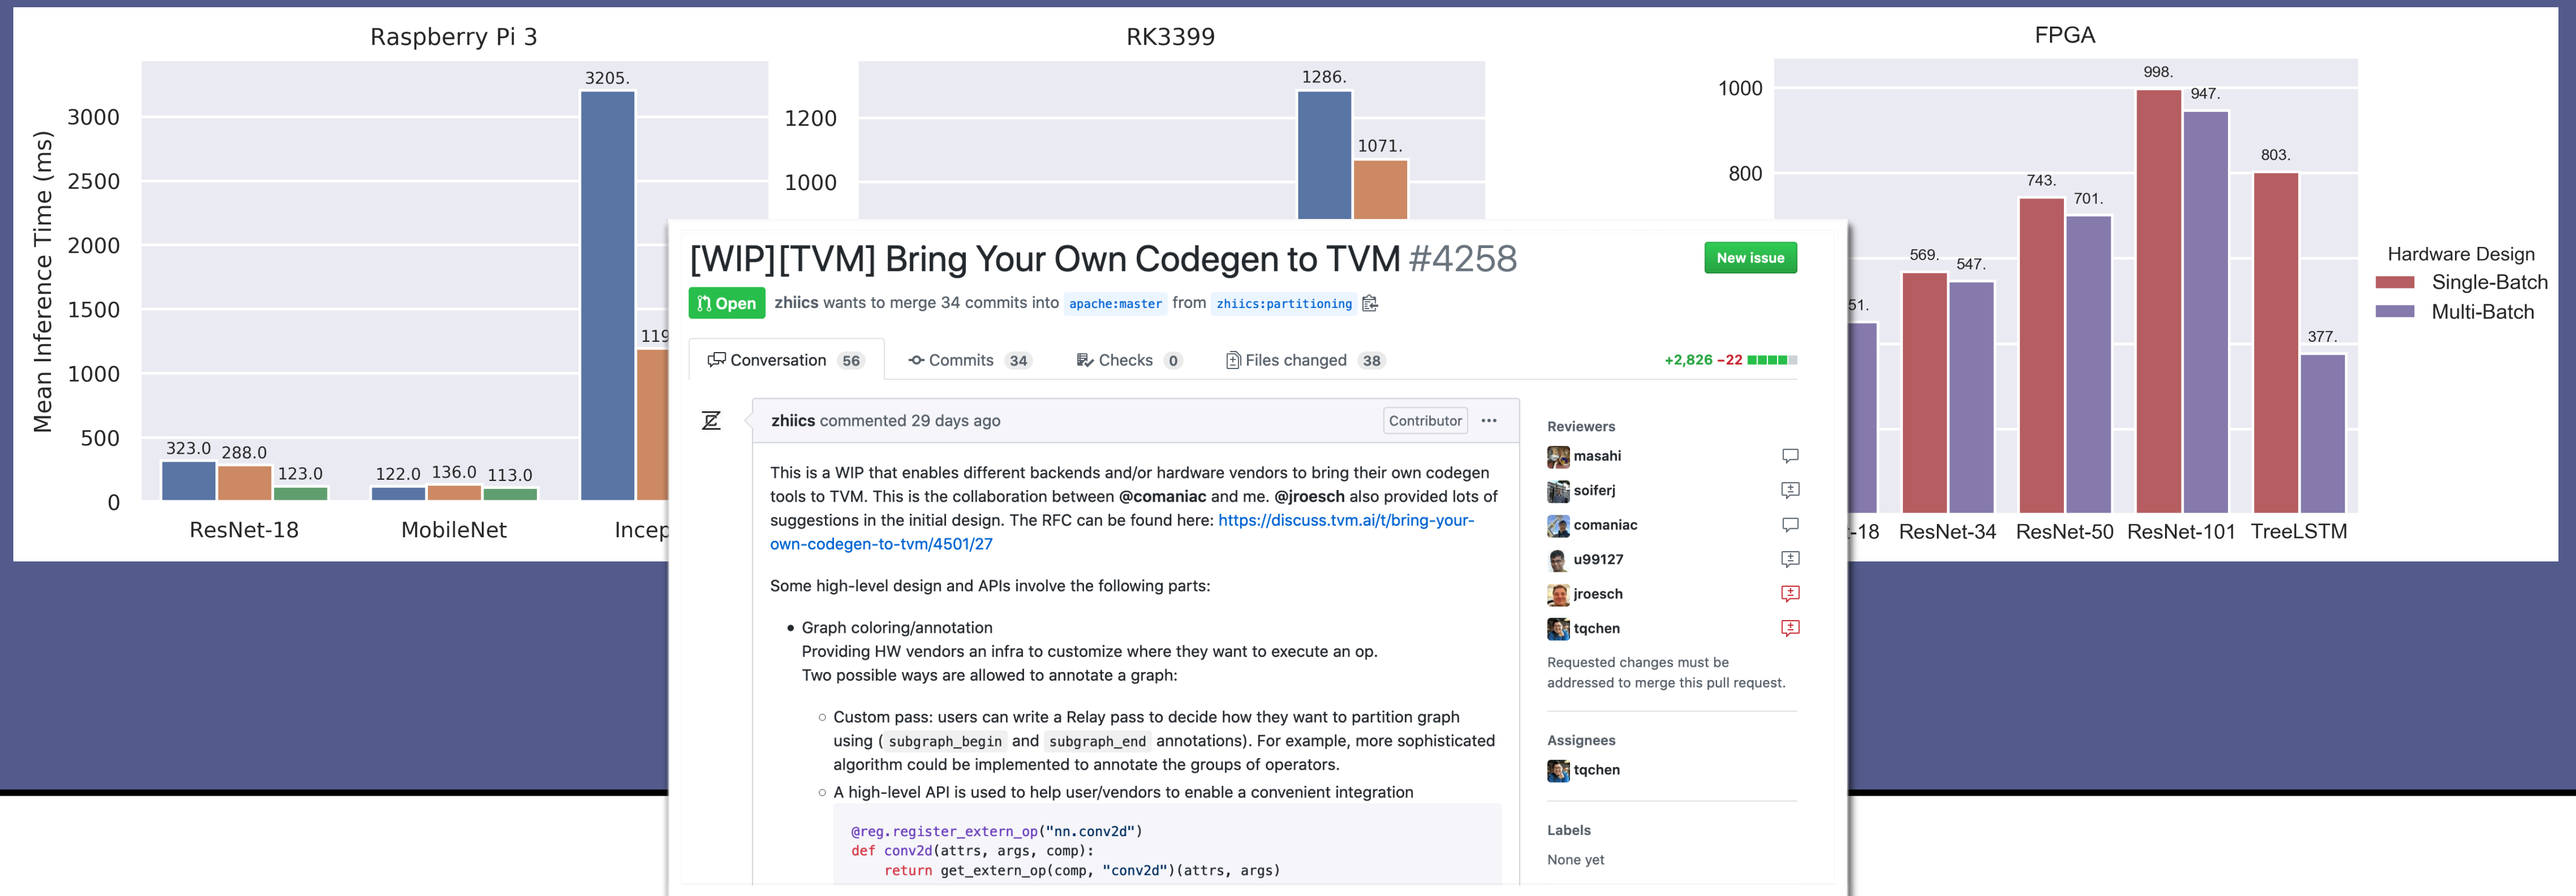 Raspberry Pi 3
Mean Inference Time (ms)
3000
2500
2000
1500
1000
500
0
323.0
288.0
123.0
122.0
136.0
113.0
3205.
119
ResNet-18
MobileNet
Incep
RK3399
1200
1000
1286.
1071.
FPGA
1000
800
51.
569.
547.
743.
701.
998.
947.
803.
377.
-18
ResNet-34
ResNet-50
ResNet-101
TreeLSTM
Hardware Design
Single-Batch
Multi-Batch
[WIP][TVM] Bring Your Own Codegen to TVM #4258
New issue
Open zhiics wants to merge 34 commits into apache:master from zhiics:partitioning
Conversation 56 Commits 34 Checks 0 Files changed 38
+2,826 −22
zhiics commented 29 days ago
Contributor
This is a WIP that enables different backends and/or hardware vendors to bring their own codegen
tools to TVM. This is the collaboration between @comaniac and me. @jroesch also provided lots of
suggestions in the initial design. The RFC can be found here: https://discuss.tvm.ai/t/bring-your-
own-codegen-to-tvm/4501/27
Some high-level design and APIs involve the following parts:
• Graph coloring/annotation
Providing HW vendors an infra to customize where they want to execute an op.
Two possible ways are allowed to annotate a graph:
○ Custom pass: users can write a Relay pass to decide how they want to partition graph
using ( subgraph_begin and subgraph_end annotations). For example, more sophisticated
algorithm could be implemented to annotate the groups of operators.
○ A high-level API is used to help user/vendors to enable a convenient integration
@reg.register_extern_op("nn.conv2d")
def conv2d(attrs, args, comp):
    return get_extern_op(comp, "conv2d")(attrs, args)
Reviewers
masahi
soiferj
comaniac
u99127
jroesch
tqchen
Requested changes must be
addressed to merge this pull request.
Assignees
tqchen
Labels
None yet